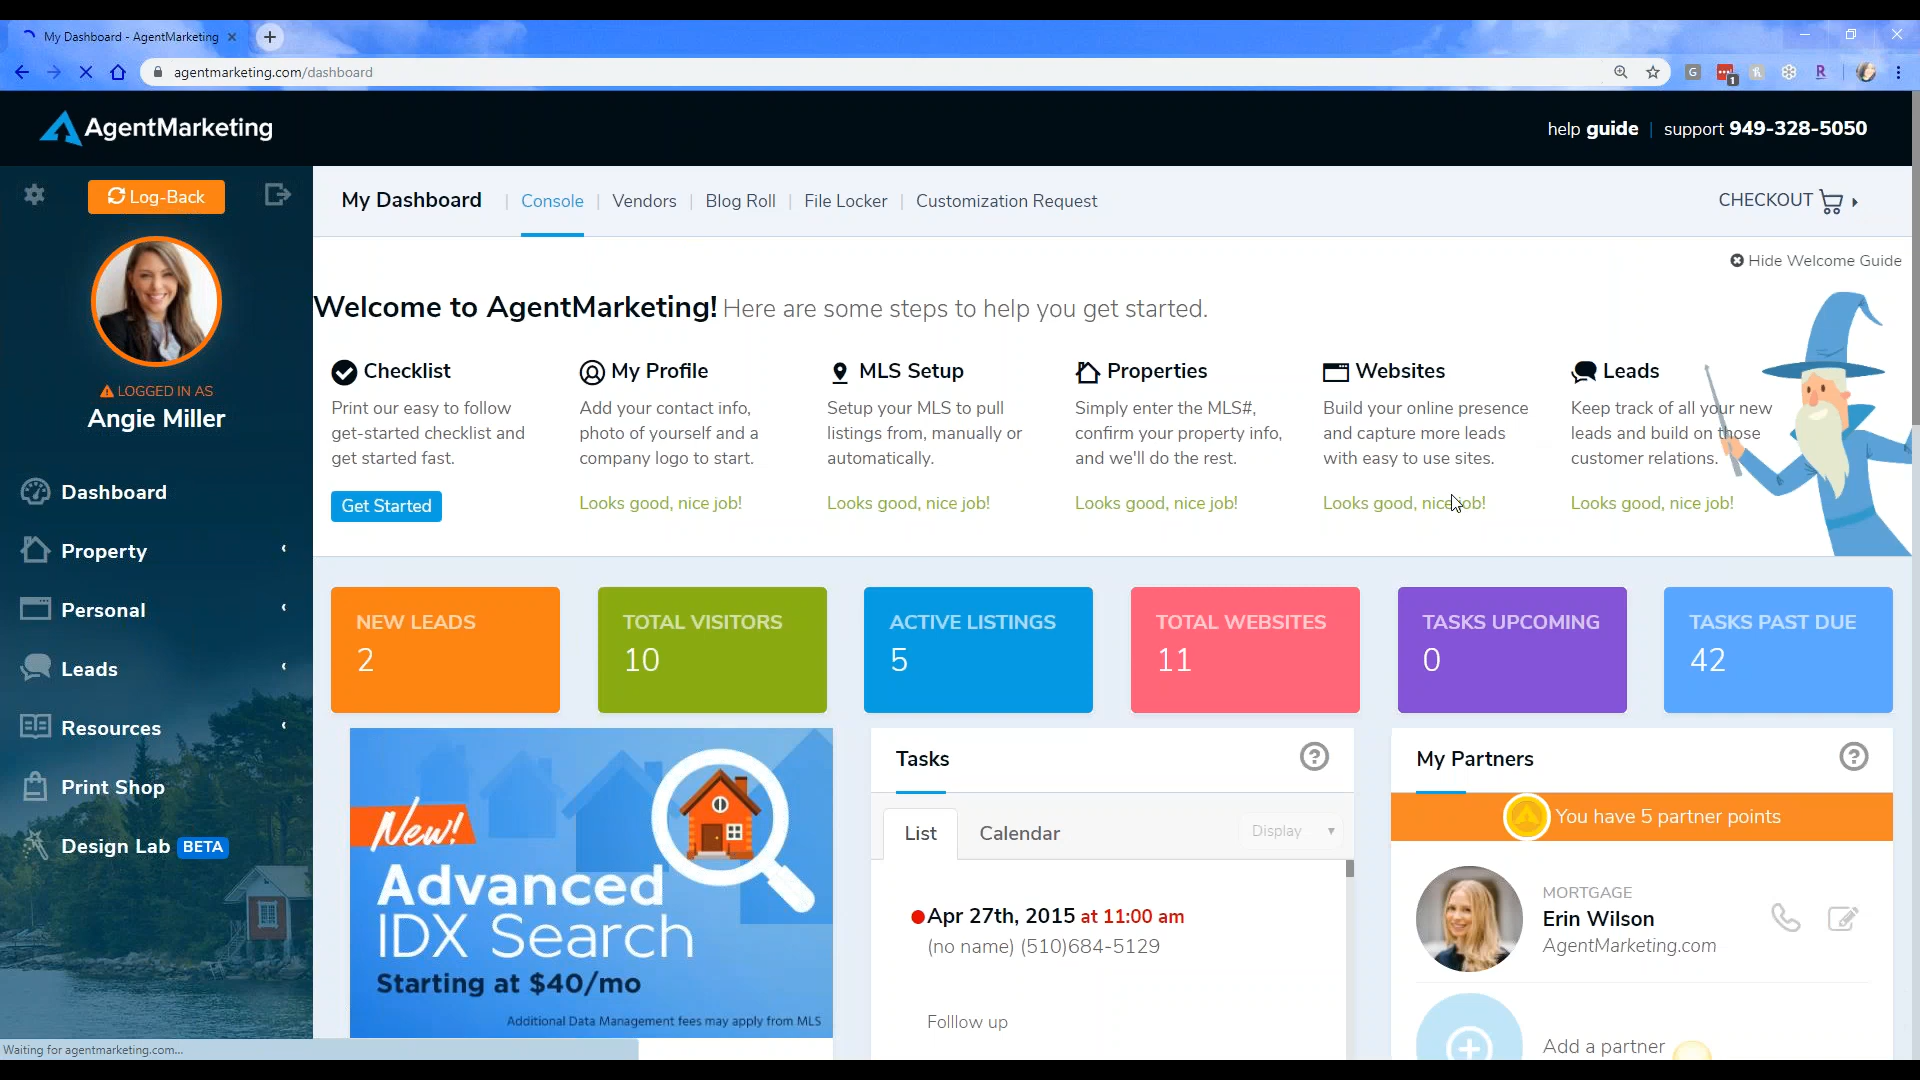 My Dashboard - AgentMarketing
agentmarketing.com/dashboard
G
1
R
AgentMarketing
help guide | support 949-328-5050
Log-Back
LOGGED IN AS
Angie Miller
Dashboard
Property
Personal
Leads
Resources
Print Shop
Design Lab BETA
My Dashboard | Console | Vendors | Blog Roll | File Locker | Customization Request
CHECKOUT
Hide Welcome Guide
Welcome to AgentMarketing! Here are some steps to help you get started.
Checklist
Print our easy to follow
get-started checklist and
get started fast.
Get Started
My Profile
Add your contact info,
photo of yourself and a
company logo to start.
Looks good, nice job!
MLS Setup
Setup your MLS to pull
listings from, manually or
automatically.
Looks good, nice job!
Properties
Simply enter the MLS#,
confirm your property info,
and we'll do the rest.
Looks good, nice job!
Websites
Build your online presence
and capture more leads
with easy to use sites.
Looks good, nice job!
Leads
Keep track of all your new
leads and build on those
customer relations.
Looks good, nice job!
NEW LEADS
2
TOTAL VISITORS
10
ACTIVE LISTINGS
5
TOTAL WEBSITES
11
TASKS UPCOMING
0
TASKS PAST DUE
42
New!
Advanced
IDX Search
Starting at $40/mo
Additional Data Management fees may apply from MLS
Tasks
List
Calendar
Display
Apr 27th, 2015 at 11:00 am
(no name) (510)684-5129
Folllow up
My Partners
You have 5 partner points
MORTGAGE
Erin Wilson
AgentMarketing.com
Add a partner
Waiting for agentmarketing.com...